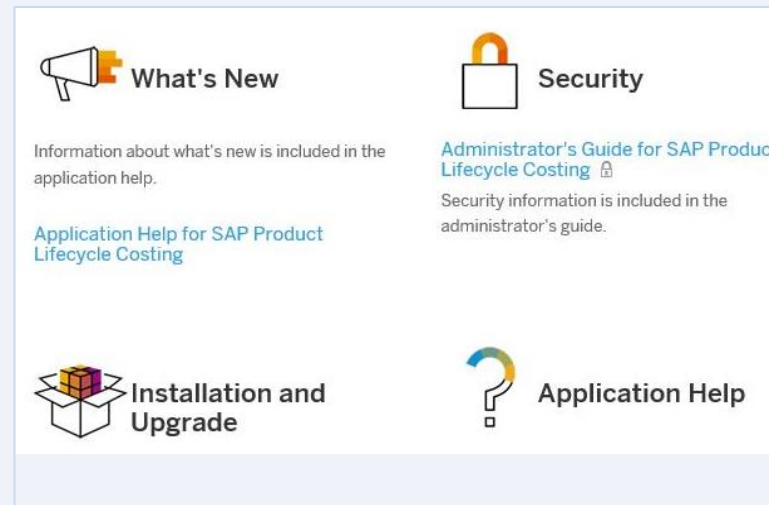 What's New
Information about what's new is included in the
application help.
Application Help for SAP Product
Lifecycle Costing
Security
Administrator's Guide for SAP Produc
Lifecycle Costing
Security information is included in the
administrator's guide.
Installation and
Upgrade
Application Help